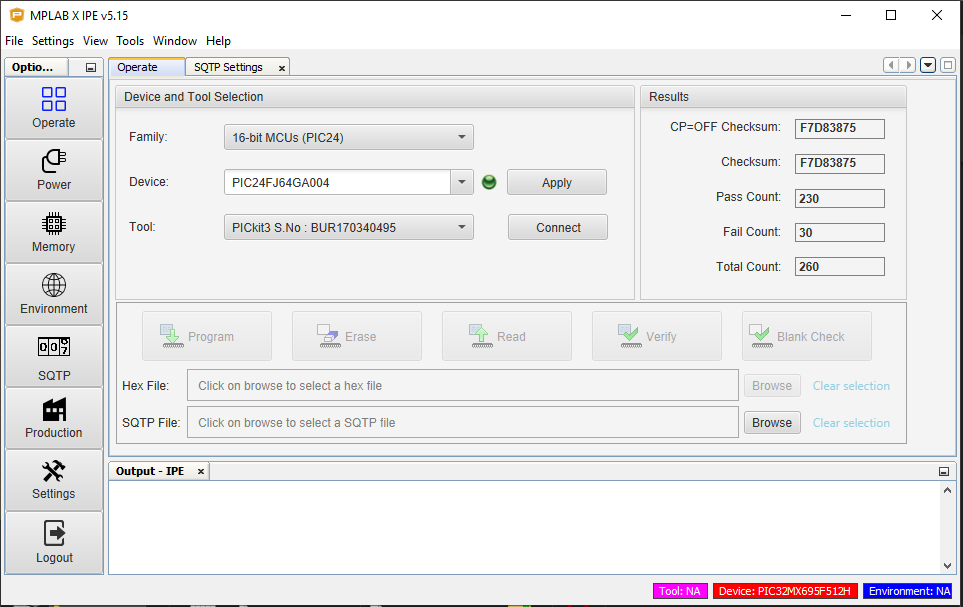 MPLAB X IPE v5.15
File Settings View Tools Window Help
Optio...
Operate
Power
Memory
Environment
SQTP
Production
Settings
Logout
Operate SQTP Settings x
Device and Tool Selection
Family: 16-bit MCUs (PIC24)
Device: PIC24FJ64GA004 Apply
Tool: PICkit3 S.No : BUR170340495 Connect
Results
CP=OFF Checksum: F7D83875
Checksum: F7D83875
Pass Count: 230
Fail Count: 30
Total Count: 260
Program Erase Read Verify Blank Check
Hex File: Click on browse to select a hex file Browse Clear selection
SQTP File: Click on browse to select a SQTP file Browse Clear selection
Output - IPE x
Tool: NA Device: PIC32MX695F512H Environment: NA